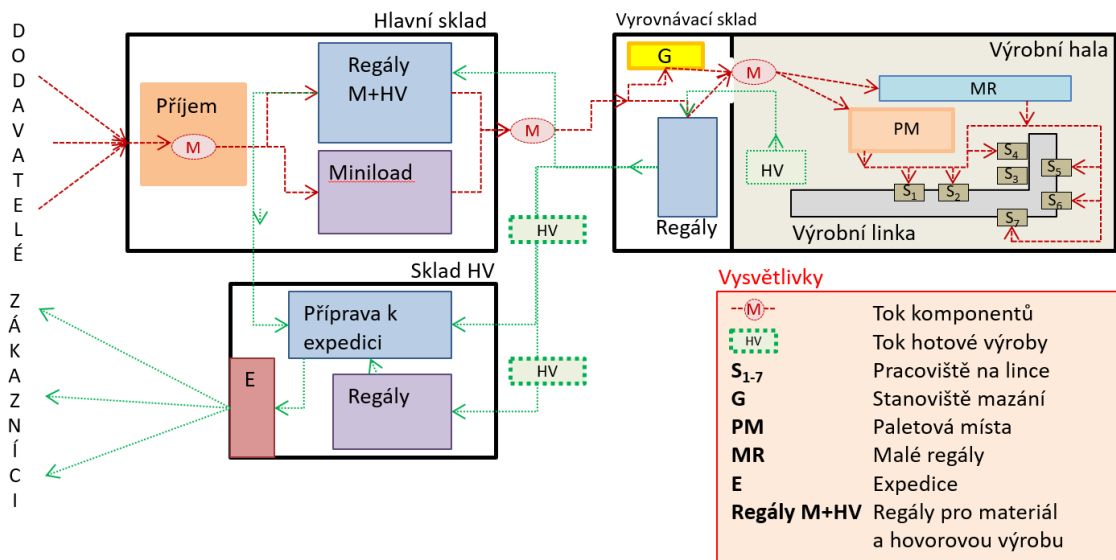 DODAVATELÉ
Hlavní sklad
Příjem
M
Regály
M+HV
Miniload
M
Vyrovnávací sklad
G
M
Regály
Výrobní hala
MR
PM
HV
S4
S3
S5
S1
S2
S6
S7
Výrobní linka
HV
Sklad HV
Příprava k
expedici
E
Regály
HV
ZÁKAZNÍCI
Vysvětlivky
M Tok komponentů
HV Tok hotové výroby
S1-7 Pracoviště na lince
G Stanoviště mazání
PM Paletová místa
MR Malé regály
E Expedice
Regály M+HV Regály pro materiál
a hovorovou výrobu